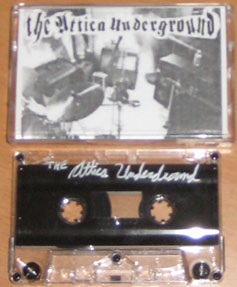 the Attica Underground
THE Attica Underground